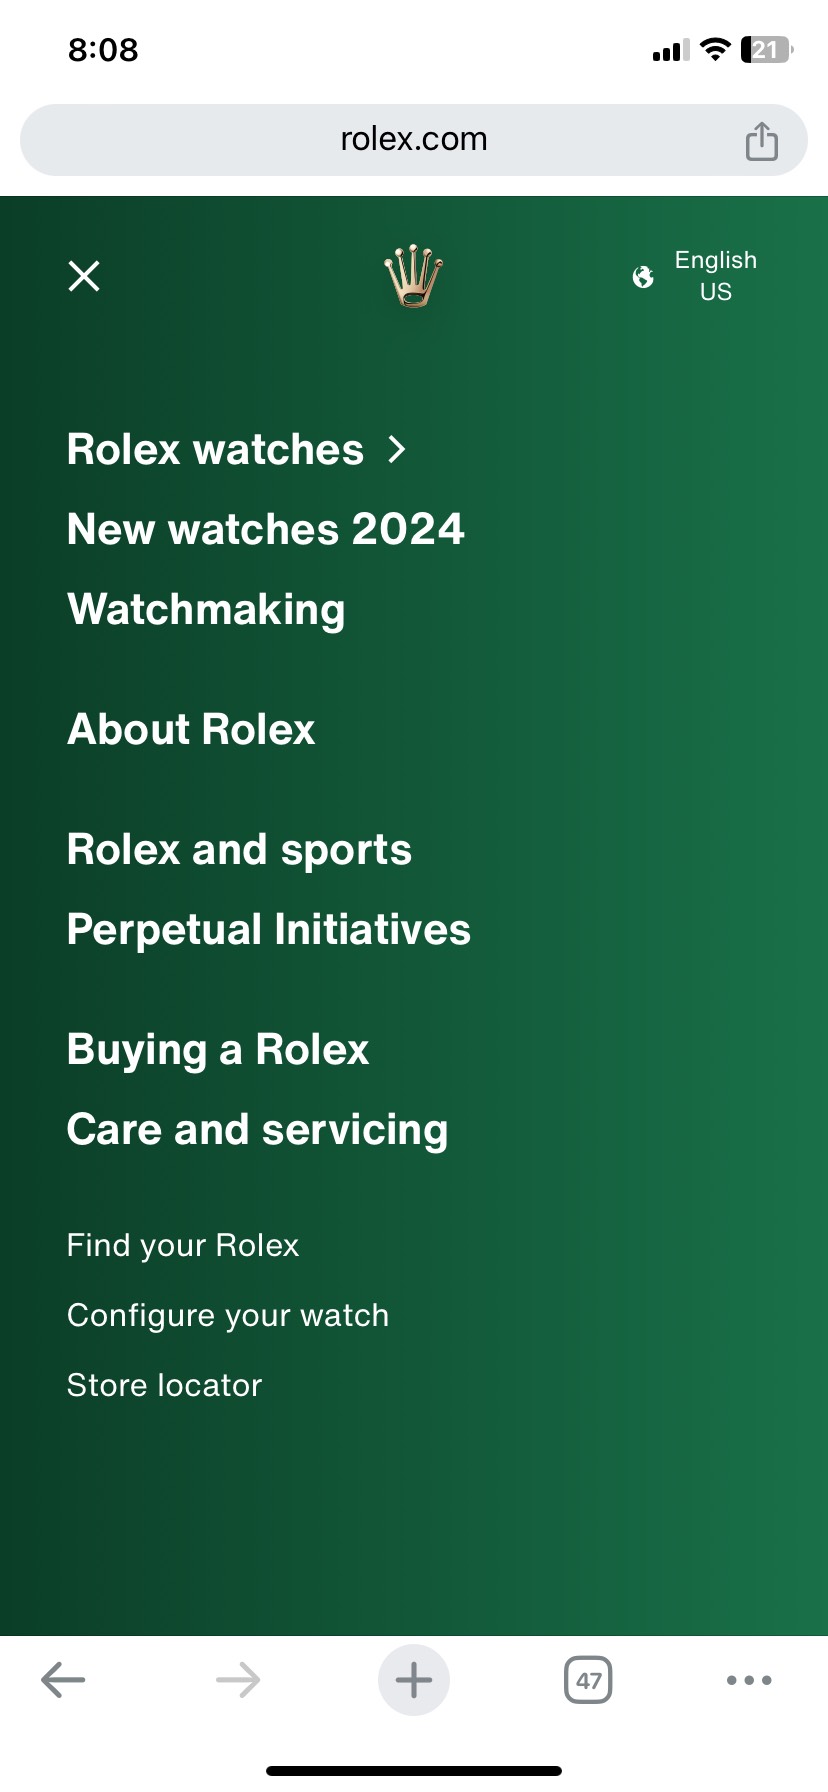 8:08
21
rolex.com
English
US
Rolex watches
New watches 2024
Watchmaking
About Rolex
Rolex and sports
Perpetual Initiatives
Buying a Rolex
Care and servicing
Find your Rolex
Configure your watch
Store locator
47